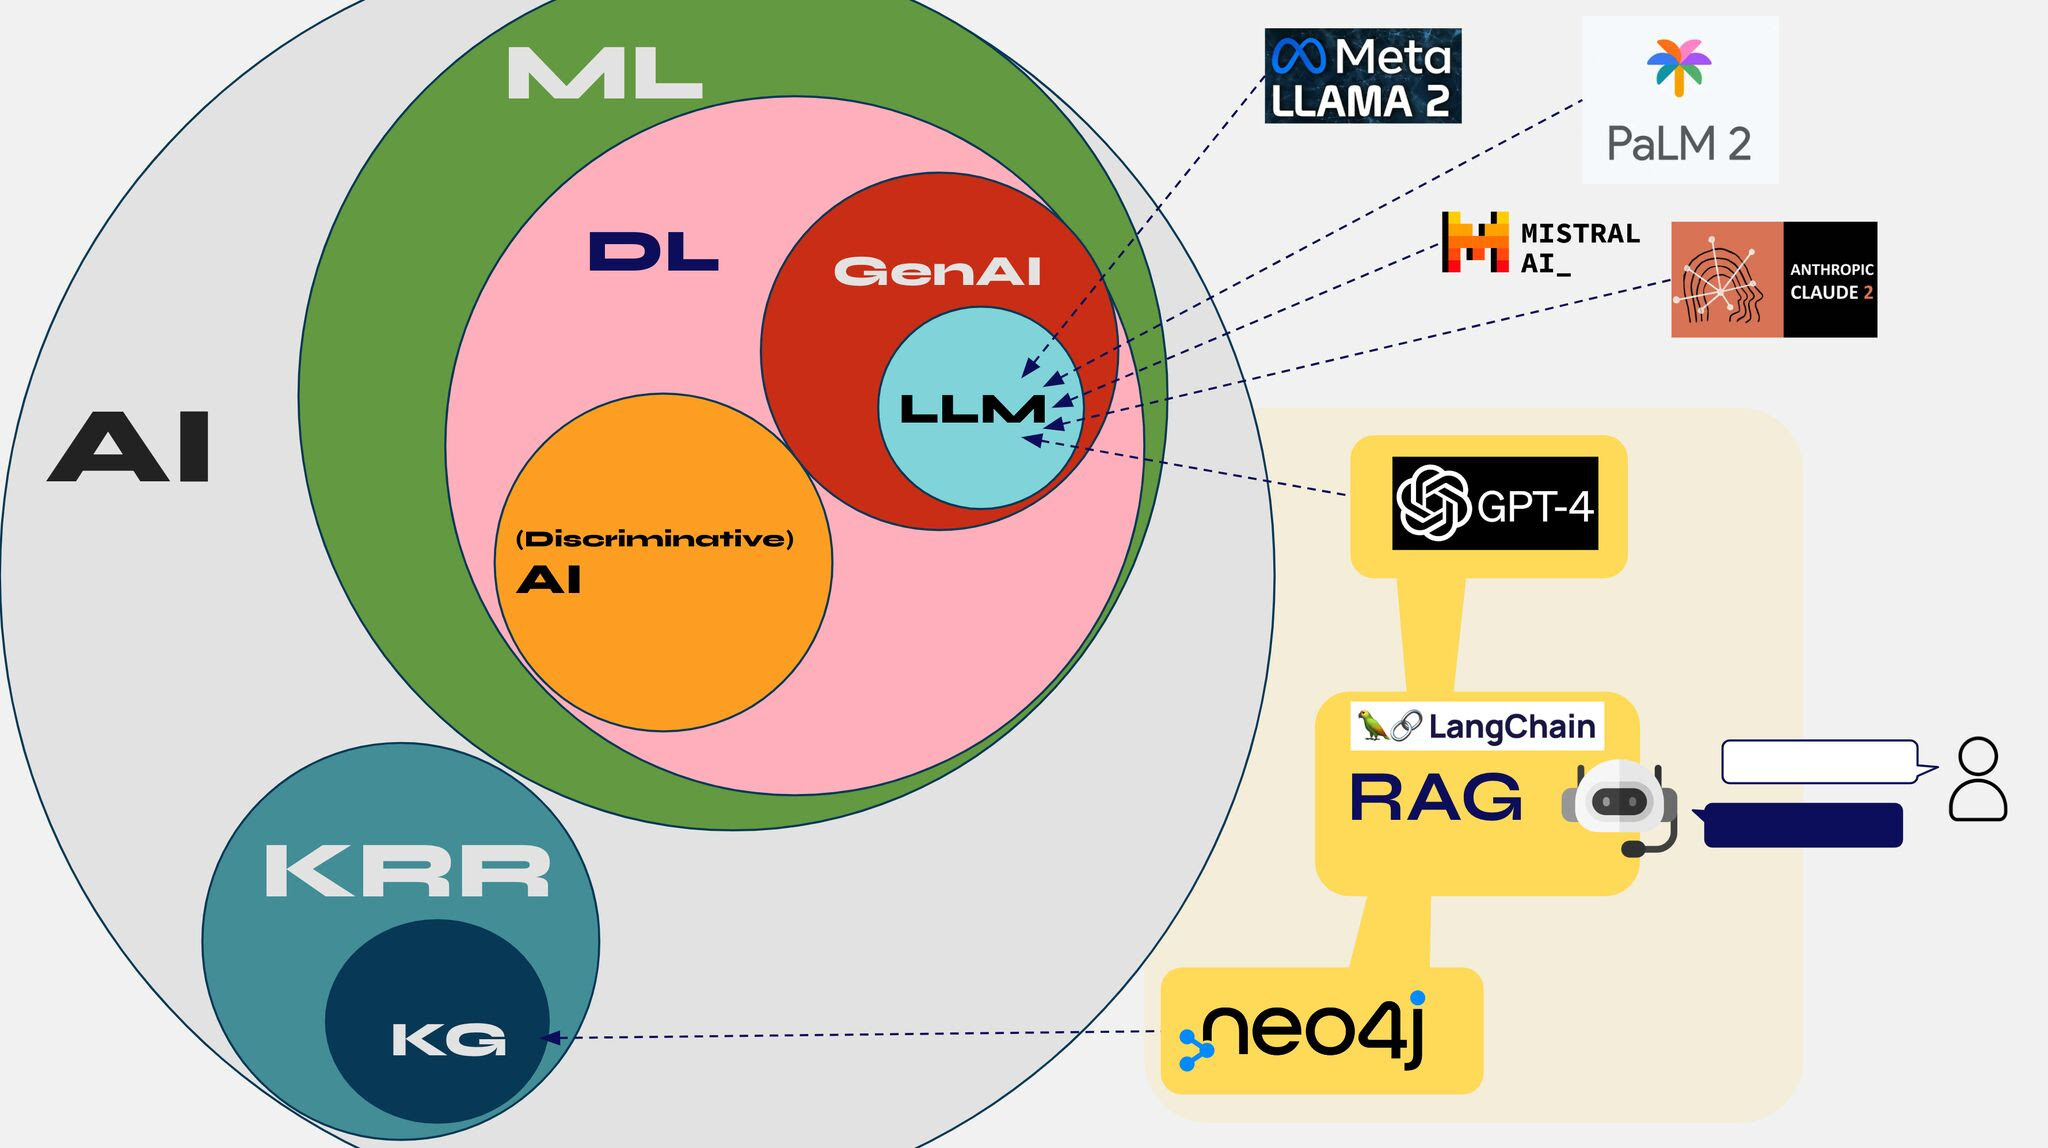 ML
DL
GenAI
LLM
(Discriminative)
AI
AI
KRR
KG
Meta
LLAMA 2
PaLM 2
MISTRAL
AI_
ANTHROPIC
CLAUDE 2
GPT-4
LangChain
RAG
neo4j